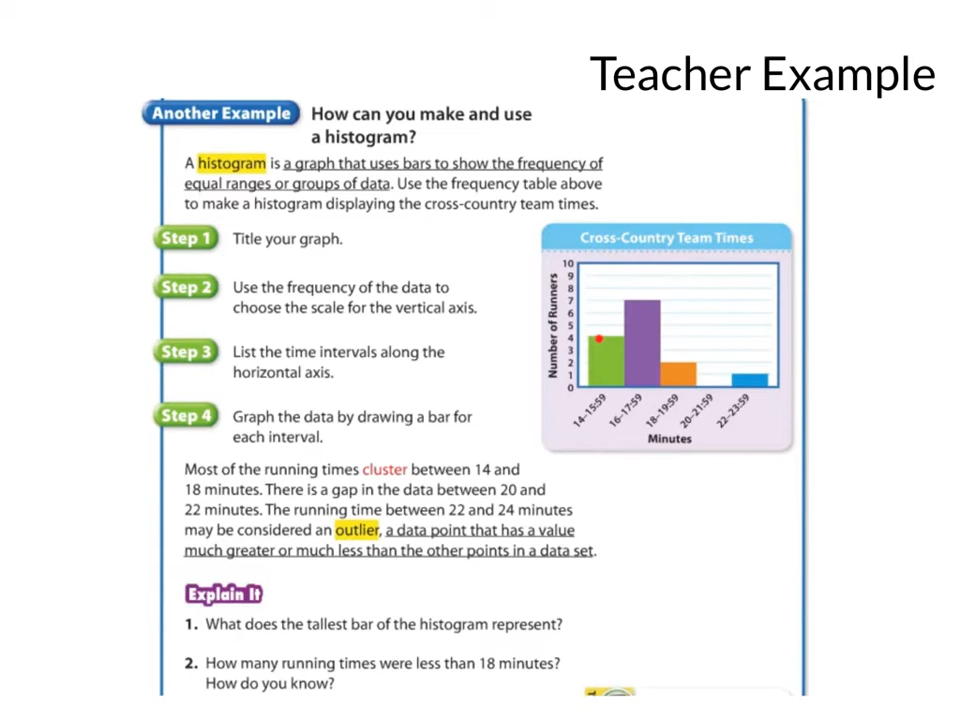 Teacher Example
Another Example
How can you make and use
a histogram?
A histogram is a graph that uses bars to show the frequency of
equal ranges or groups of data. Use the frequency table above
to make a histogram displaying the cross-country team times.
Step 1
Title your graph.
Step 2
Use the frequency of the data to
choose the scale for the vertical axis.
Step 3
List the time intervals along the
horizontal axis.
Step 4
Graph the data by drawing a bar for
each interval.
Cross-Country Team Times
Number of Runners
10
9
8
7
6
5
4
3
2
1
0
14–15:59
16–17:59
18–19:59
20–21:59
22–23:59
Minutes
Most of the running times cluster between 14 and
18 minutes. There is a gap in the data between 20 and
22 minutes. The running time between 22 and 24 minutes
may be considered an outlier, a data point that has a value
much greater or much less than the other points in a data set.
Explain It
1. What does the tallest bar of the histogram represent?
2. How many running times were less than 18 minutes?
How do you know?